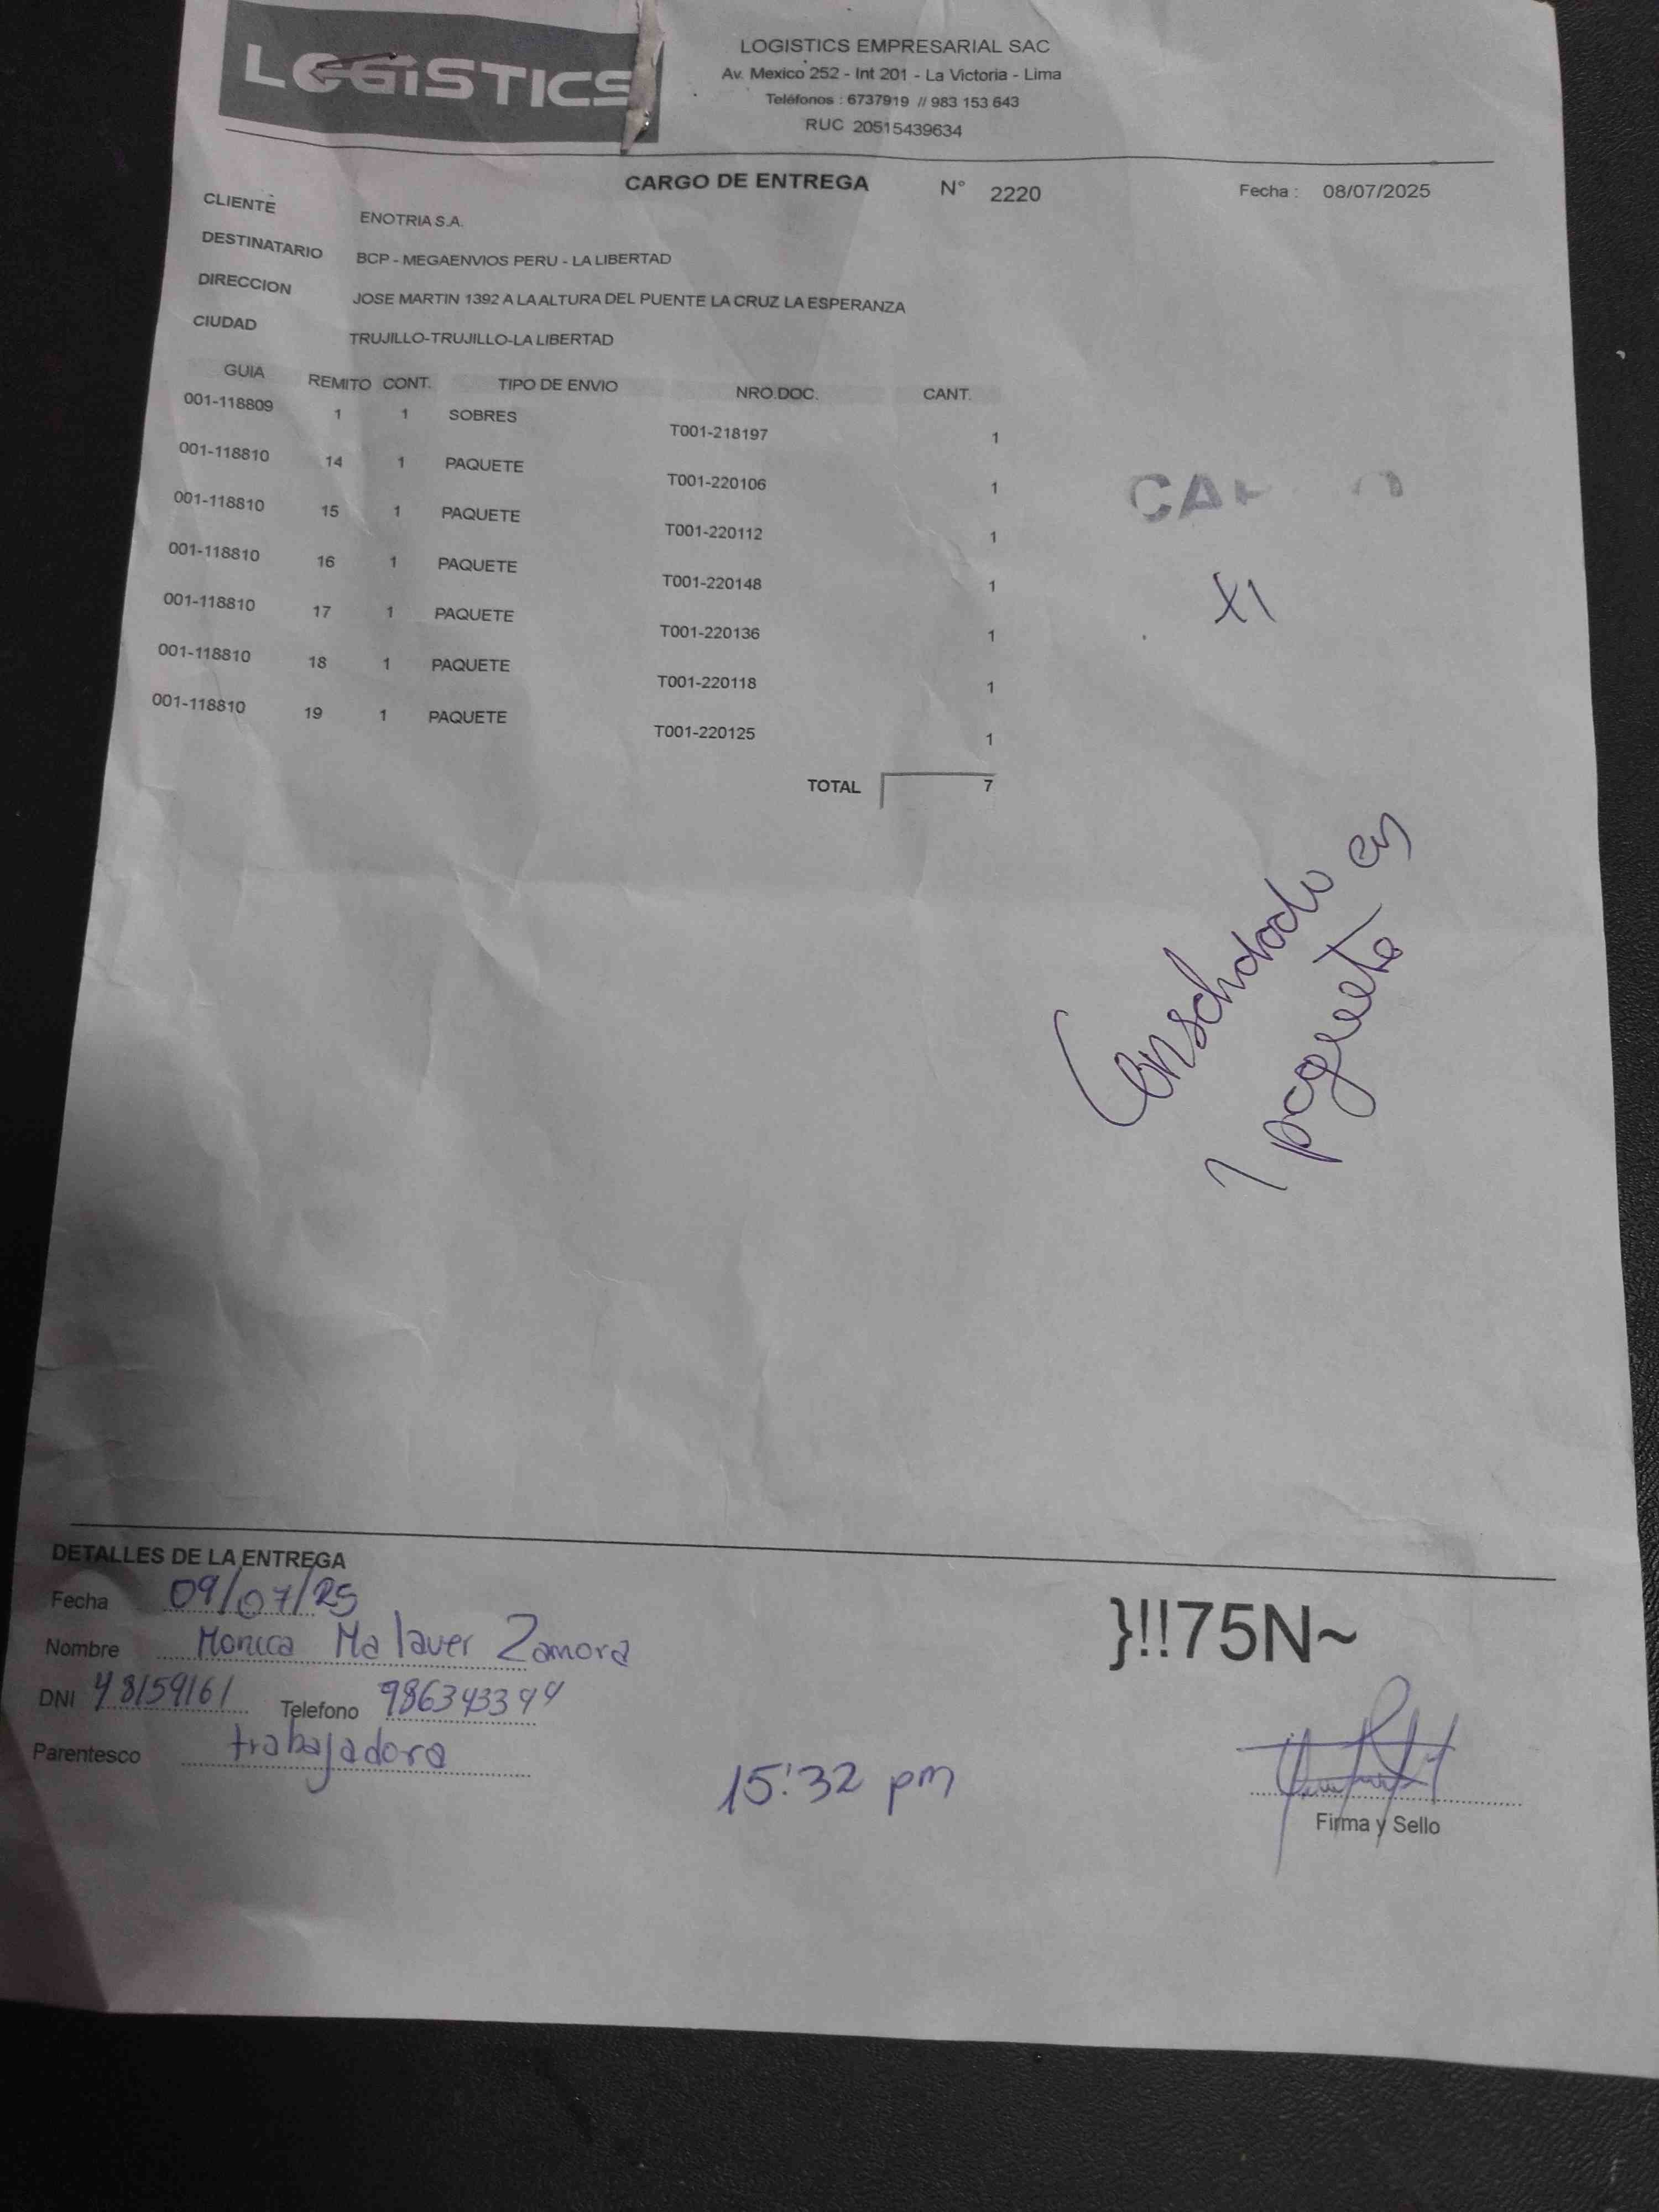 LOGISTICS
LOGISTICS EMPRESARIAL SAC
Av. Mexico 252 - Int 201 - La Victoria - Lima
Teléfonos : 6737919 // 983 153 643
RUC 20515439634
CARGO DE ENTREGA N° 2220 Fecha : 08/07/2025
CLIENTE ENOTRIA S.A.
DESTINATARIO BCP - MEGAENVIOS PERU - LA LIBERTAD
DIRECCION JOSE MARTIN 1392 A LA ALTURA DEL PUENTE LA CRUZ LA ESPERANZA
CIUDAD TRUJILLO-TRUJILLO-LA LIBERTAD
GUIA REMITO CONT. TIPO DE ENVIO NRO.DOC. CANT.
001-118809 1 1 SOBRES T001-218197 1
001-118810 14 1 PAQUETE T001-220106 1
001-118810 15 1 PAQUETE T001-220112 1
001-118810 16 1 PAQUETE T001-220148 1
001-118810 17 1 PAQUETE T001-220136 1
001-118810 18 1 PAQUETE T001-220118 1
001-118810 19 1 PAQUETE T001-220125 1
TOTAL 7
X1
Consolidado en
1 paquete
DETALLES DE LA ENTREGA
Fecha 09/07/25
Nombre Monica Malaver Zamora
DNI 48159161 Telefono 986343394
Parentesco trabajadora
15:32 pm
}!!75N~
Firma y Sello